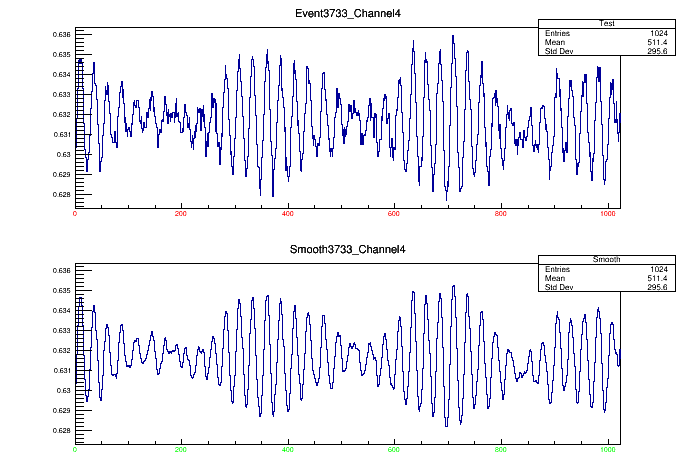 Event3733_Channel4
Test
Entries 1024
Mean 511.4
Std Dev 295.6
0.636
0.635
0.634
0.633
0.632
0.631
0.63
0.629
0.628
0 200 400 600 800 1000
Smooth3733_Channel4
Smooth
Entries 1024
Mean 511.4
Std Dev 295.6
0.636
0.635
0.634
0.633
0.632
0.631
0.63
0.629
0.628
0 200 400 600 800 1000